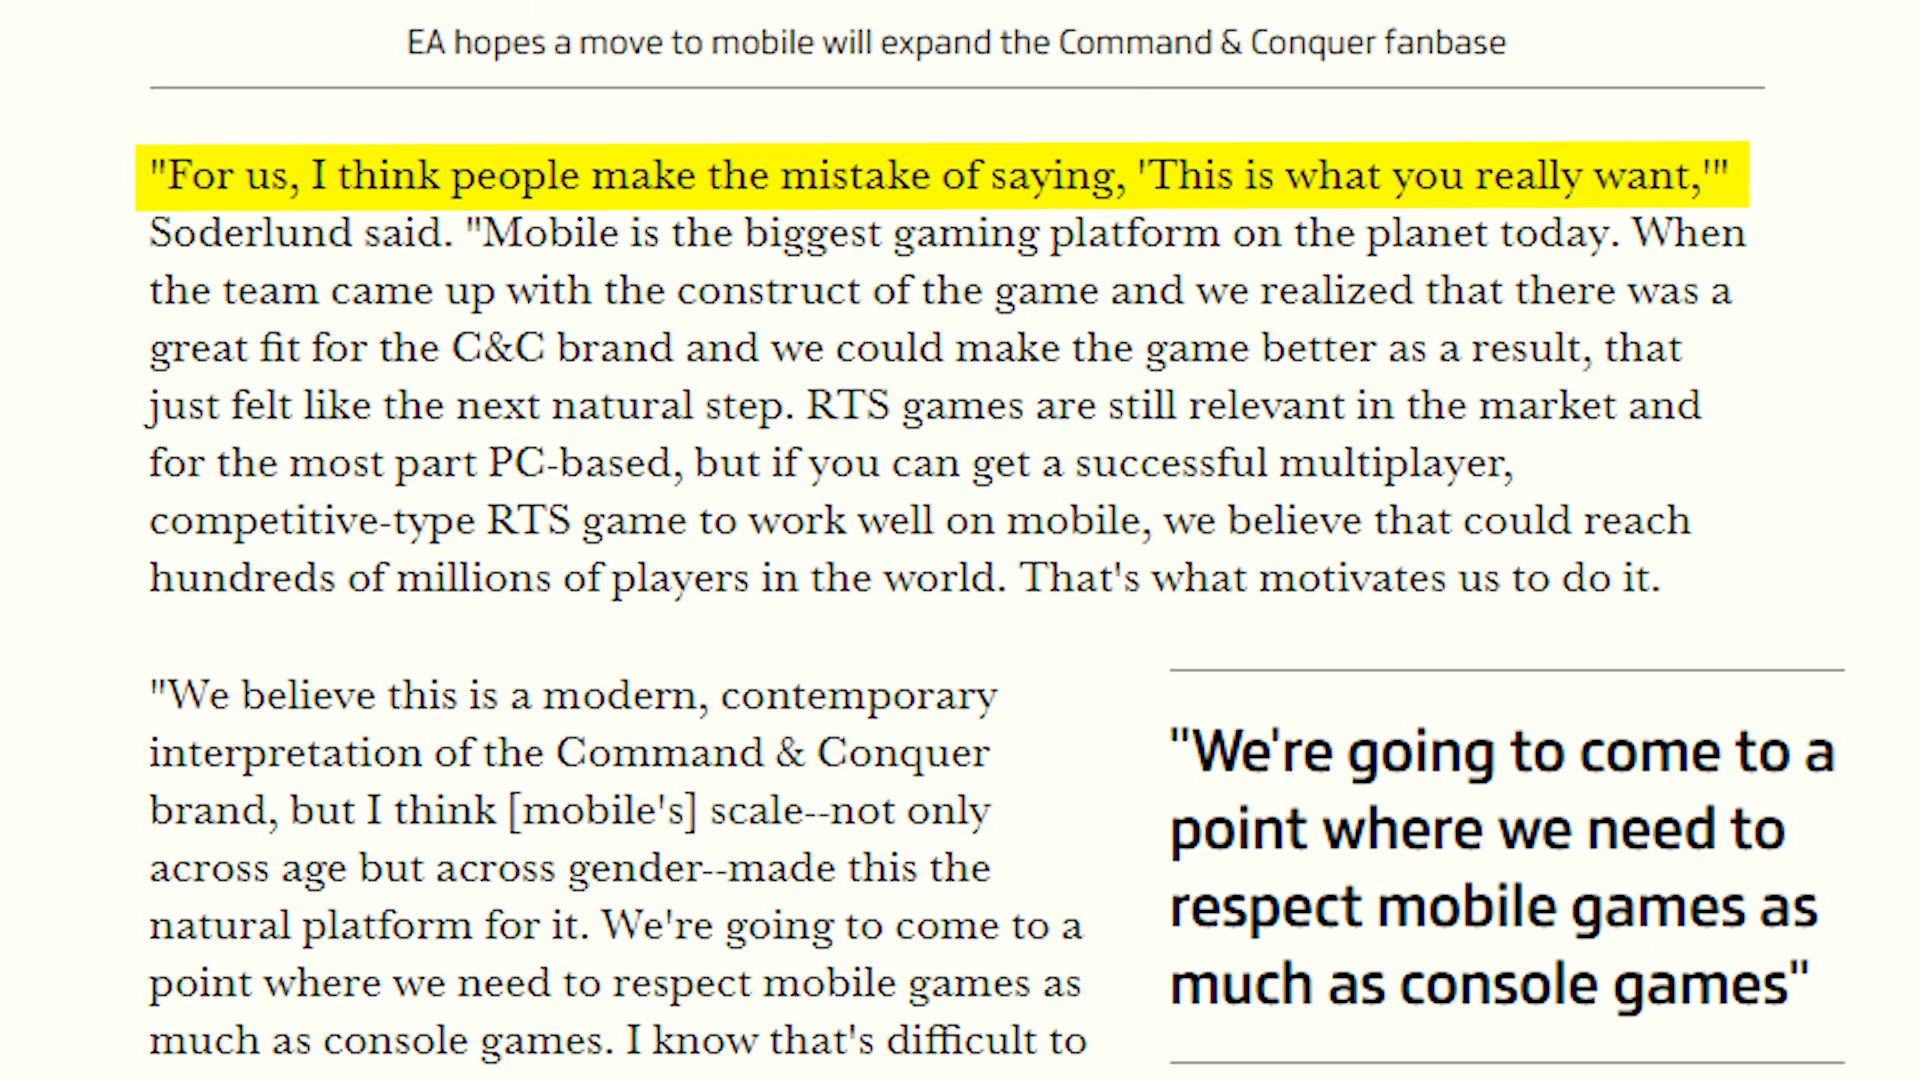 EA hopes a move to mobile will expand the Command & Conquer fanbase
"For us, I think people make the mistake of saying, 'This is what you really want,'"
Soderlund said. "Mobile is the biggest gaming platform on the planet today. When
the team came up with the construct of the game and we realized that there was a
great fit for the C&C brand and we could make the game better as a result, that
just felt like the next natural step. RTS games are still relevant in the market and
for the most part PC-based, but if you can get a successful multiplayer,
competitive-type RTS game to work well on mobile, we believe that could reach
hundreds of millions of players in the world. That's what motivates us to do it.
"We believe this is a modern, contemporary
interpretation of the Command & Conquer
brand, but I think [mobile's] scale--not only
across age but across gender--made this the
natural platform for it. We're going to come to a
point where we need to respect mobile games as
much as console games. I know that's difficult to
"We're going to come to a
point where we need to
respect mobile games as
much as console games"